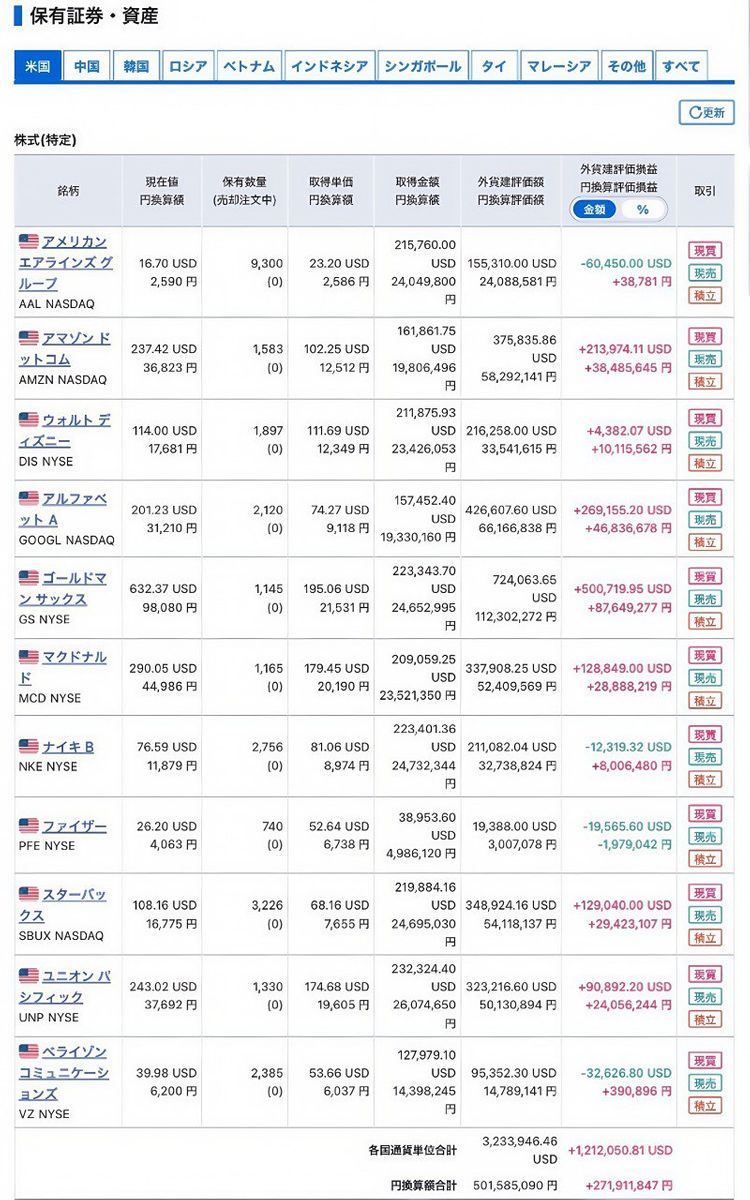 保有証券・資産
米国 中国 韓国 ロシア ベトナム インドネシア シンガポール タイ マレーシア その他 すべて
更新
株式(特定)
銘柄 現在値 保有数量 取得単価 取得金額 外貨建評価額 外貨建評価損益 取引
円換算額 (売却注文中) 円換算額 円換算額 円換算評価額 円換算評価損益
金額 %
アメリカン
エアラインズ グ
ループ
AAL NASDAQ
16.70 USD
2,590 円
9,300
(0)
23.20 USD
2,586 円
215,760.00
USD
24,049,800
円
155,310.00 USD
24,088,581 円
-60,450.00 USD
+38,781 円
現買
現売
積立
アマゾン ド
ットコム
AMZN NASDAQ
237.42 USD
36,823 円
1,583
(0)
102.25 USD
12,512 円
161,861.75
USD
19,806,496
円
375,835.86
USD
58,292,141 円
+213,974.11 USD
+38,485,645 円
現買
現売
積立
ウォルト デ
ィズニー
DIS NYSE
114.00 USD
17,681 円
1,897
(0)
111.69 USD
12,349 円
211,875.93
USD
23,426,053
円
216,258.00 USD
33,541,615 円
+4,382.07 USD
+10,115,562 円
現買
現売
積立
アルファベ
ット A
GOOGL NASDAQ
201.23 USD
31,210 円
2,120
(0)
74.27 USD
9,118 円
157,452.40
USD
19,330,160 円
426,607.60 USD
66,166,838 円
+269,155.20 USD
+46,836,678 円
現買
現売
積立
ゴールドマ
ン サックス
GS NYSE
632.37 USD
98,080 円
1,145
(0)
195.06 USD
21,531 円
223,343.70
USD
24,652,995
円
724,063.65
USD
112,302,272 円
+500,719.95 USD
+87,649,277 円
現買
現売
積立
マクドナル
ド
MCD NYSE
290.05 USD
44,986 円
1,165
(0)
179.45 USD
20,190 円
209,059.25
USD
23,521,350 円
337,908.25 USD
52,409,569 円
+128,849.00 USD
+28,888,219 円
現買
現売
積立
ナイキ B
NKE NYSE
76.59 USD
11,879 円
2,756
(0)
81.06 USD
8,974 円
223,401.36
USD
24,732,344
円
211,082.04 USD
32,738,824 円
-12,319.32 USD
+8,006,480 円
現買
現売
積立
ファイザー
PFE NYSE
26.20 USD
4,063 円
740
(0)
52.64 USD
6,738 円
38,953.60
USD
4,986,120 円
19,388.00 USD
3,007,078 円
-19,565.60 USD
-1,979,042 円
現買
現売
積立
スターバッ
クス
SBUX NASDAQ
108.16 USD
16,775 円
3,226
(0)
68.16 USD
7,655 円
219,884.16
USD
24,695,030
円
348,924.16 USD
54,118,137 円
+129,040.00 USD
+29,423,107 円
現買
現売
積立
ユニオン パ
シフィック
UNP NYSE
243.02 USD
37,692 円
1,330
(0)
174.68 USD
19,605 円
232,324.40
USD
26,074,650
円
323,216.60 USD
50,130,894 円
+90,892.20 USD
+24,056,244 円
現買
現売
積立
ベライゾン
コミュニケーシ
ョンズ
VZ NYSE
39.98 USD
6,200 円
2,385
(0)
53.66 USD
6,037 円
127,979.10
USD
14,398,245
円
95,352.30 USD
14,789,141 円
-32,626.80 USD
+390,896 円
現買
現売
積立
各国通貨単位合計 3,233,946.46 USD +1,212,050.81 USD
円換算額合計 501,585,090 円 +271,911,847 円